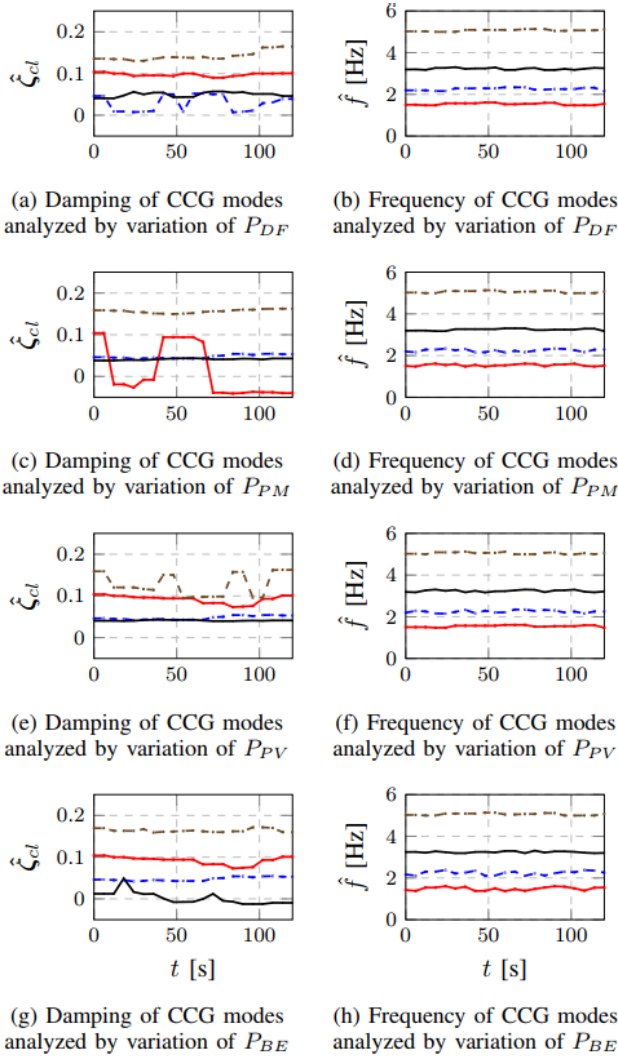 0.2
0.1
0
ζ̂cl
0 50 100
6
4
2
0
f̂ [Hz]
0 50 100
(a) Damping of CCG modes
analyzed by variation of PDF
(b) Frequency of CCG modes
analyzed by variation of PDF
0.2
0.1
0
ζ̂cl
0 50 100
6
4
2
0
f̂ [Hz]
0 50 100
(c) Damping of CCG modes
analyzed by variation of PPM
(d) Frequency of CCG modes
analyzed by variation of PPM
0.2
0.1
0
ζ̂cl
0 50 100
6
4
2
0
f̂ [Hz]
0 50 100
(e) Damping of CCG modes
analyzed by variation of PPV
(f) Frequency of CCG modes
analyzed by variation of PPV
0.2
0.1
0
ζ̂cl
0 50 100
t [s]
6
4
2
0
f̂ [Hz]
0 50 100
t [s]
(g) Damping of CCG modes
analyzed by variation of PBE
(h) Frequency of CCG modes
analyzed by variation of PBE